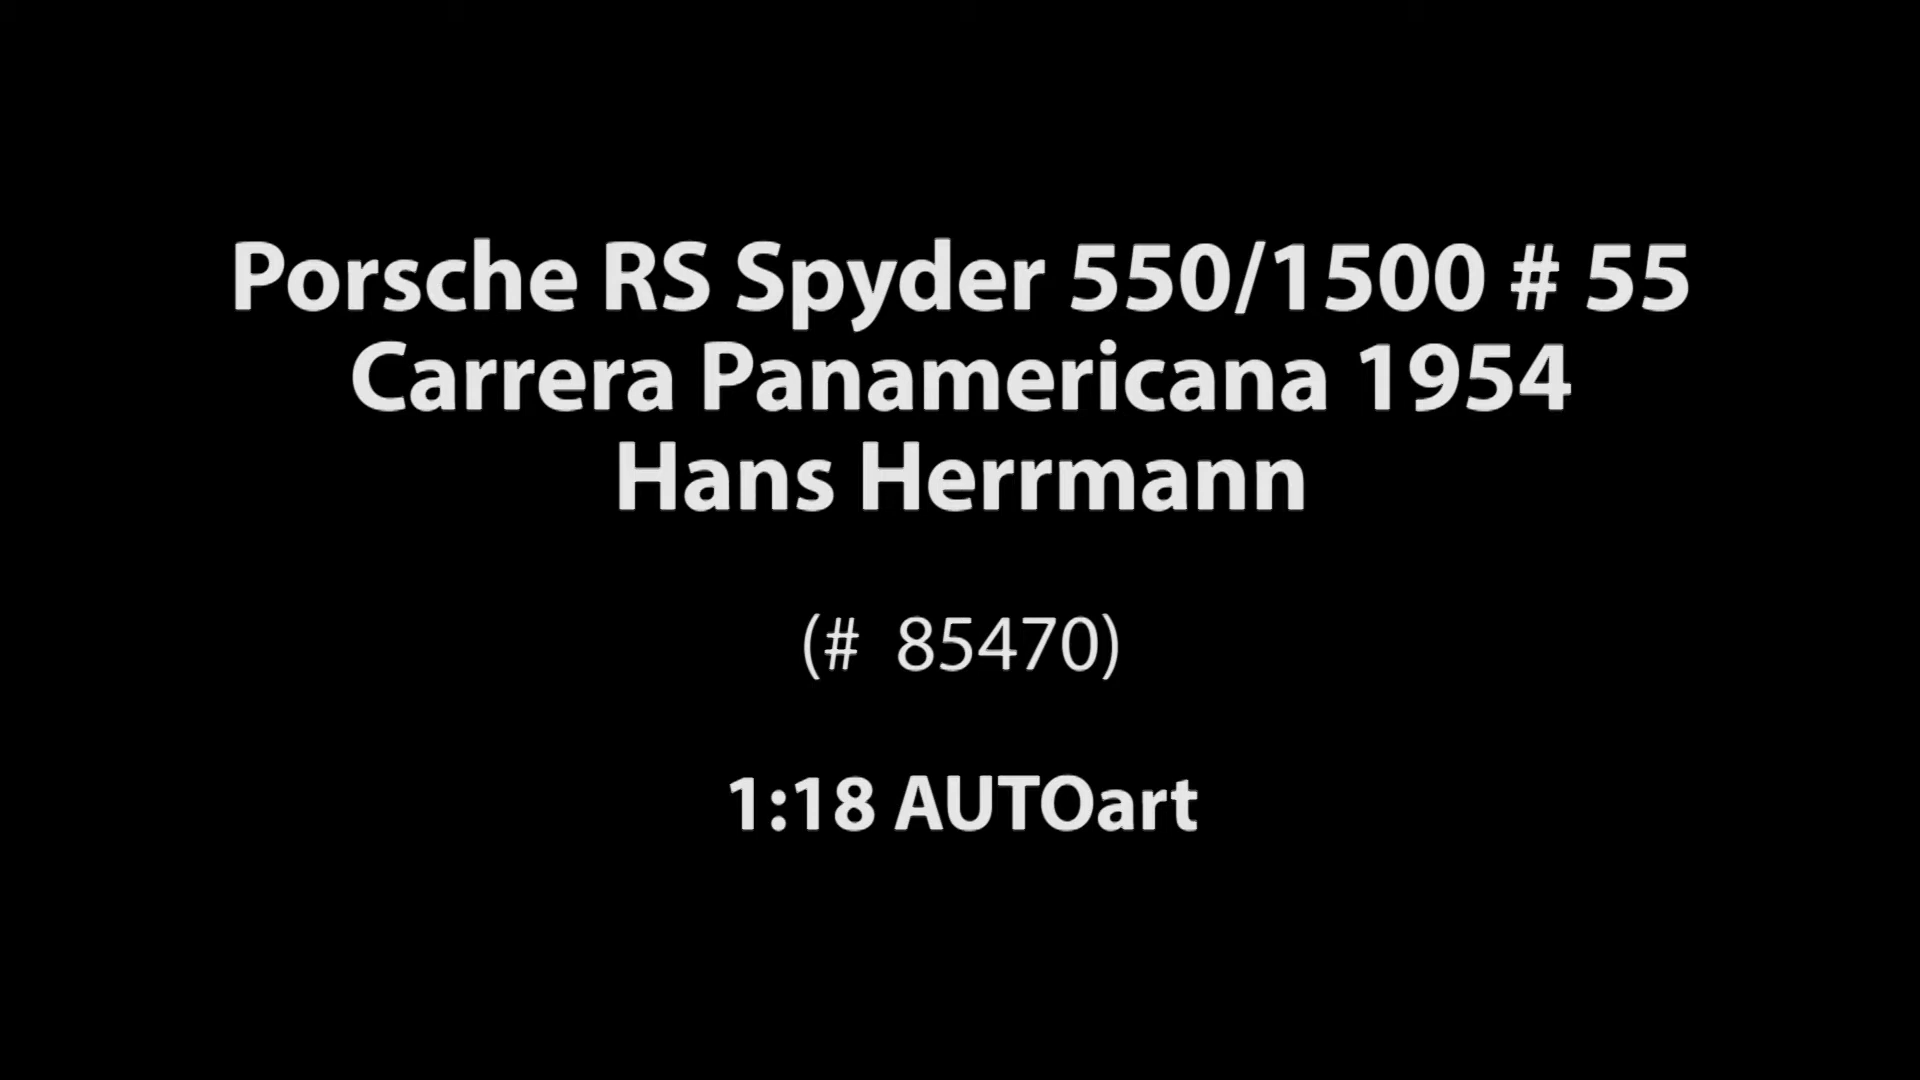 Porsche RS Spyder 550/1500 # 55
Carrera Panamericana 1954
Hans Herrmann
(# 85470)
1:18 AUTOart